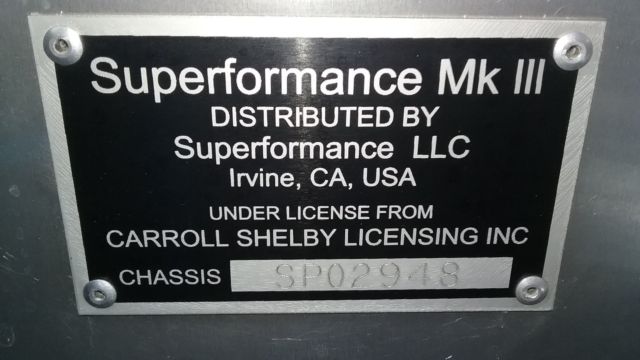 Superformance Mk III
DISTRIBUTED BY
Superformance LLC
Irvine, CA, USA
UNDER LICENSE FROM
CARROLL SHELBY LICENSING INC
CHASSIS SP02948